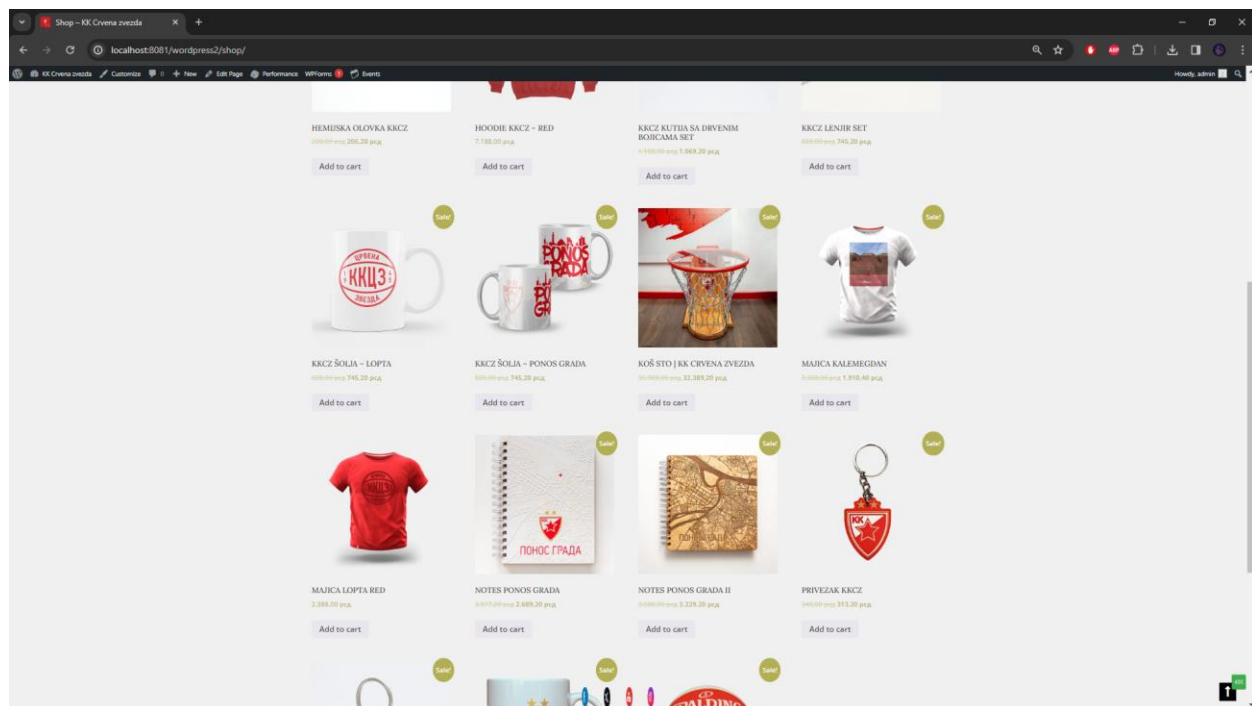 Shop – KK Crvena zvezda
localhost:8081/wordpress2/shop/
KK Crvena zvezda Customize 0 New Edit Page Performance WPForms 1 Events Howdy, admin
HEMIJSKA OLOVKA KKCZ
206,20 рсд
Add to cart
HOODIE KKCZ – RED
7.188,00 рсд
Add to cart
KKCZ KUTIJA SA DRVENIM
BOJICAMA SET
1.069,20 рсд
Add to cart
KKCZ LENJIR SET
745,20 рсд
Add to cart
Sale!
ЦРВЕНА
ККЦЗ
ЗВЕЗДА
KKCZ ŠOLJA – LOPTA
745,20 рсд
Add to cart
Sale!
PONOS
GRADA
KKCZ ŠOLJA – PONOS GRADA
745,20 рсд
Add to cart
Sale!
KOŠ STO | KK CRVENA ZVEZDA
32.389,20 рсд
Add to cart
Sale!
MAJICA KALEMEGDAN
1.910,40 рсд
Add to cart
ККЦЗ
MAJICA LOPTA RED
2.388,00 рсд
Add to cart
Sale!
ПОНОС ГРАДА
NOTES PONOS GRADA
2.689,20 рсд
Add to cart
Sale!
NOTES PONOS GRADA II
3.229,20 рсд
Add to cart
Sale!
KK
PRIVEZAK KKCZ
313,20 рсд
Add to cart
Sale!
Sale!
Sale!
SPALDING